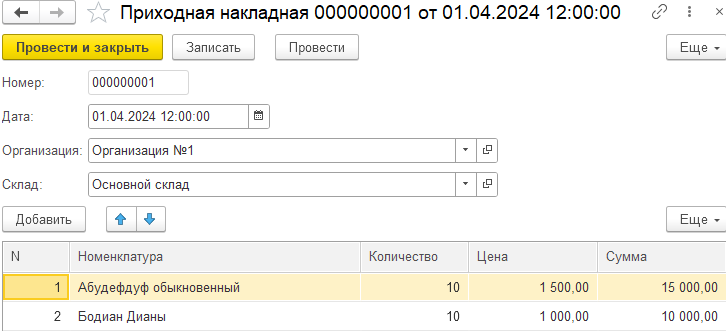 Приходная накладная 000000001 от 01.04.2024 12:00:00
Провести и закрыть Записать Провести Еще
Номер: 000000001
Дата: 01.04.2024 12:00:00
Организация: Организация №1
Склад: Основной склад
Добавить Еще
N Номенклатура Количество Цена Сумма
1 Абудефдуф обыкновенный 10 1 500,00 15 000,00
2 Бодиан Дианы 10 1 000,00 10 000,00